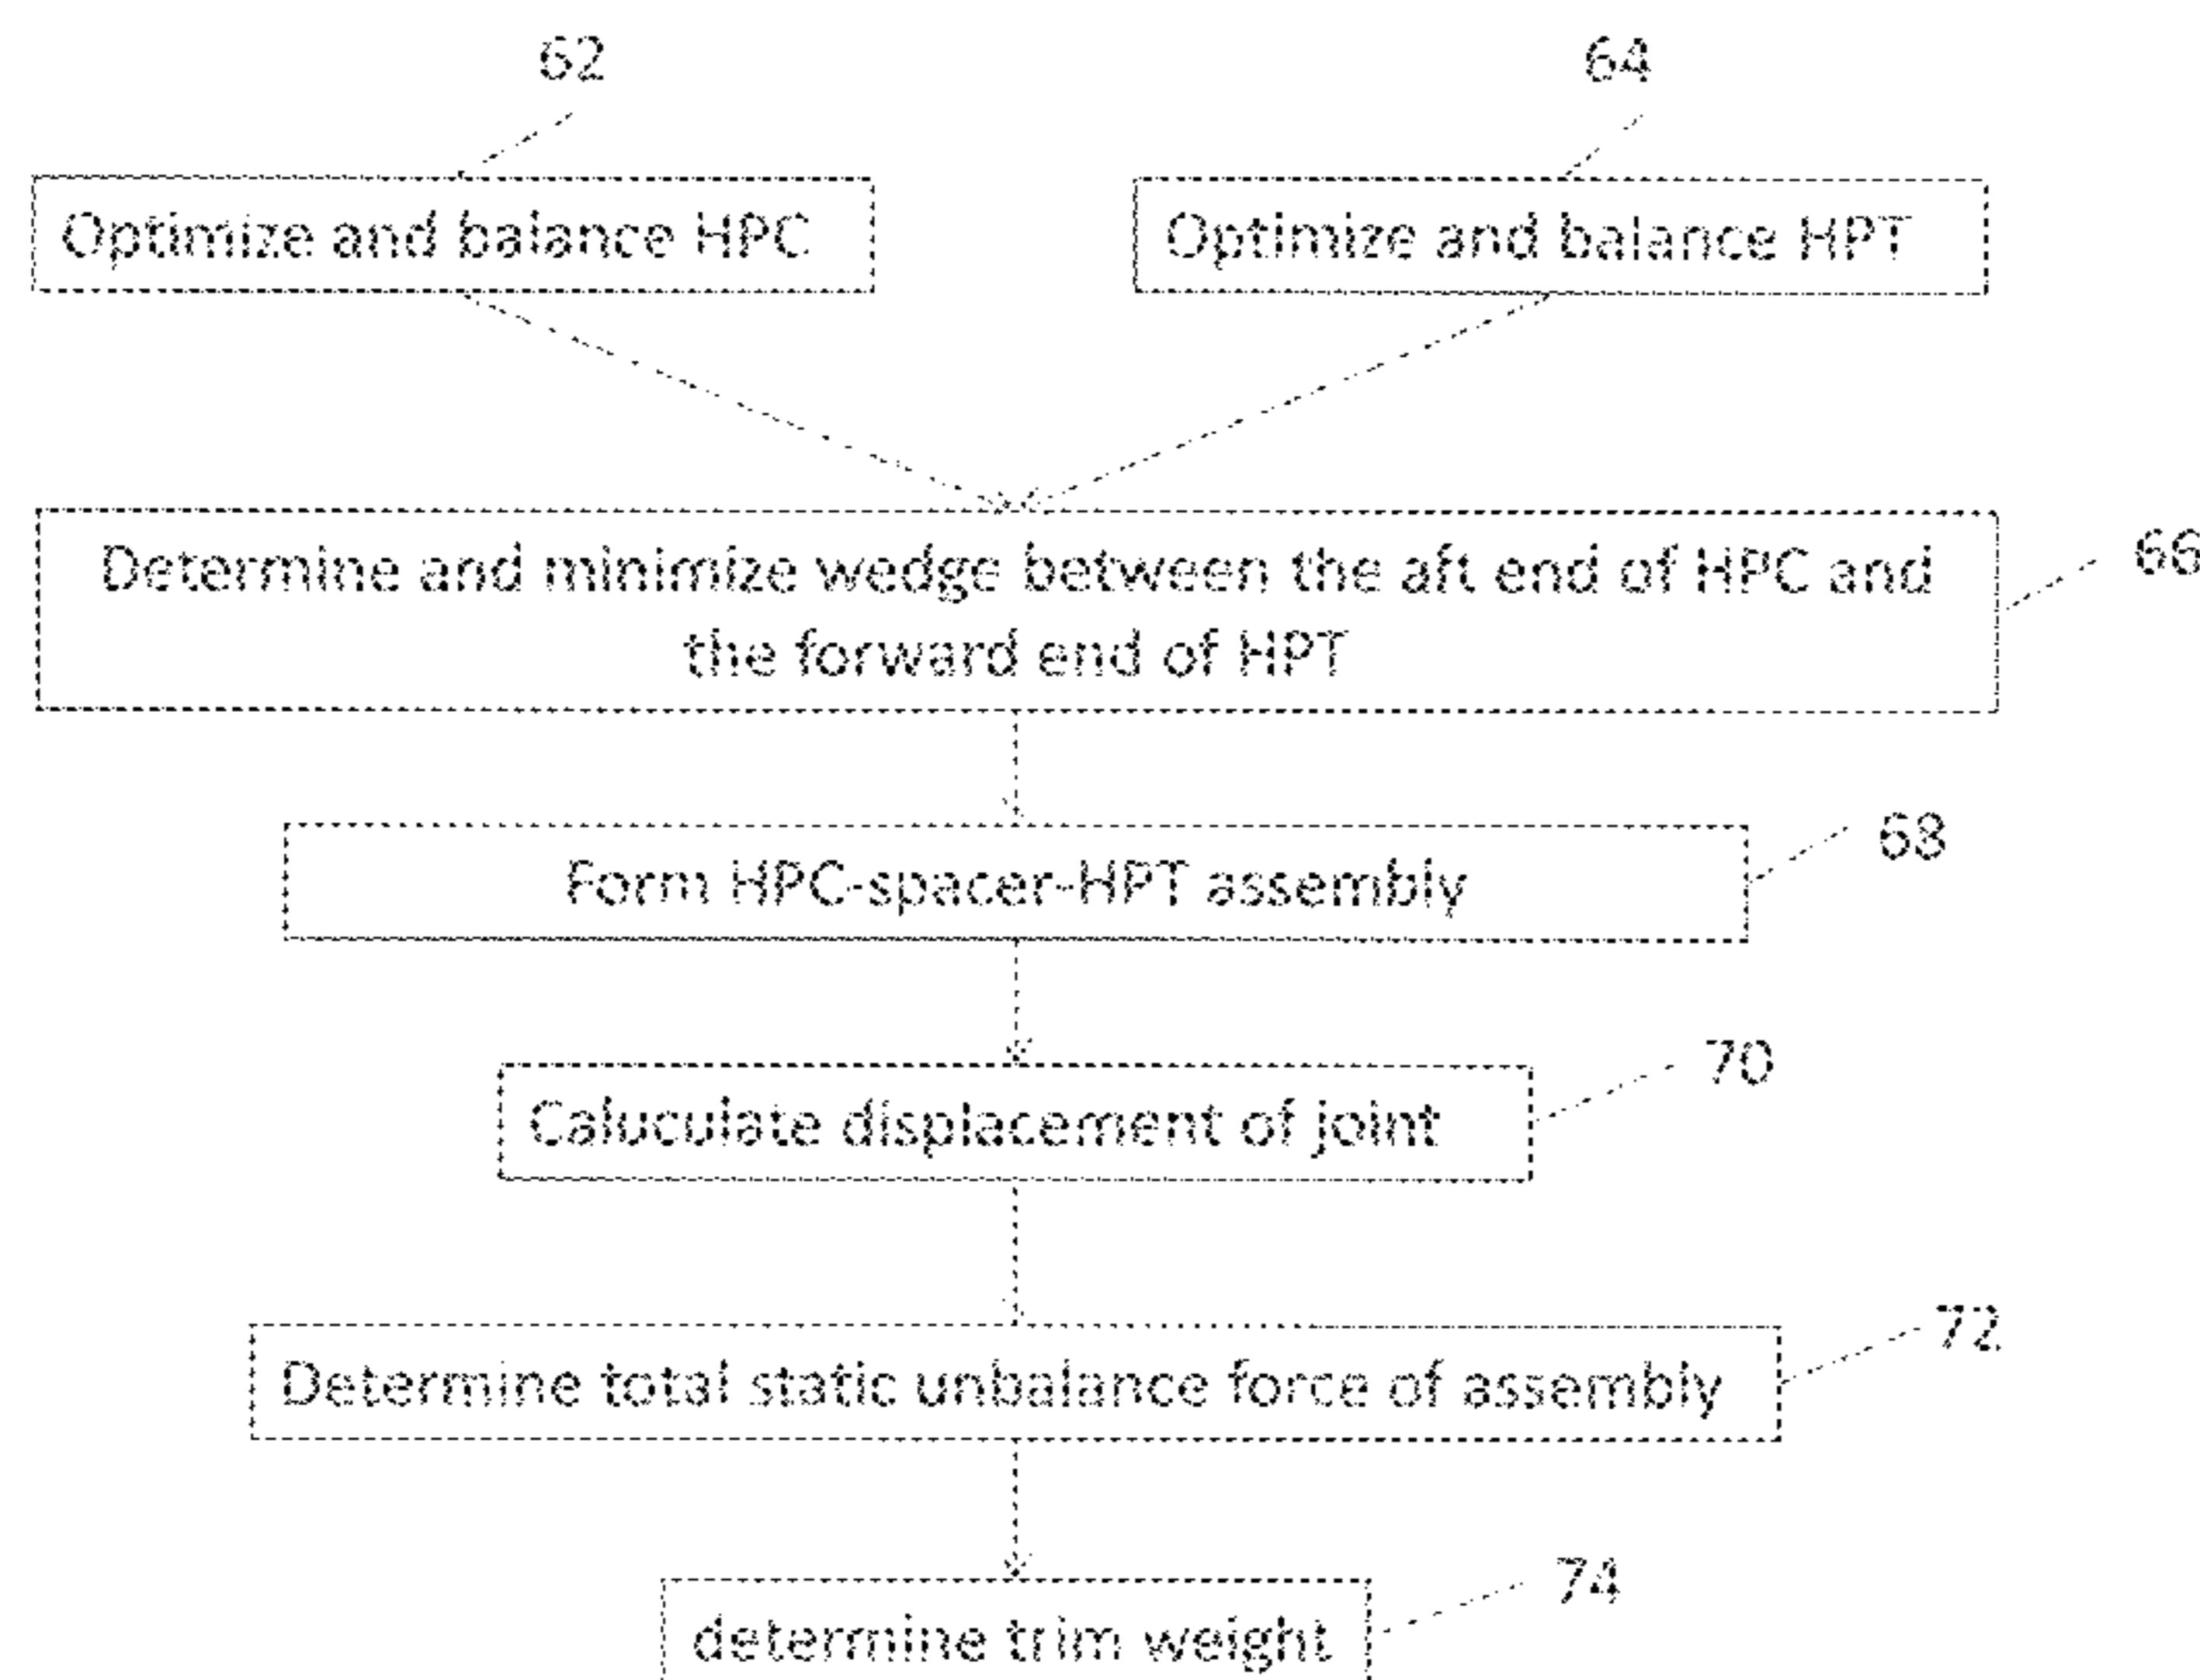 62
64
Optimize and balance HPC
Optimize and balance HPT
Determine and minimize wedge between the aft end of HPC and
the forward end of HPT
66
Form HPC-spacer-HPT assembly
68
Caluculate displacement of joint
70
Determine total static unbalance force of assembly
72
determine trim weight
74